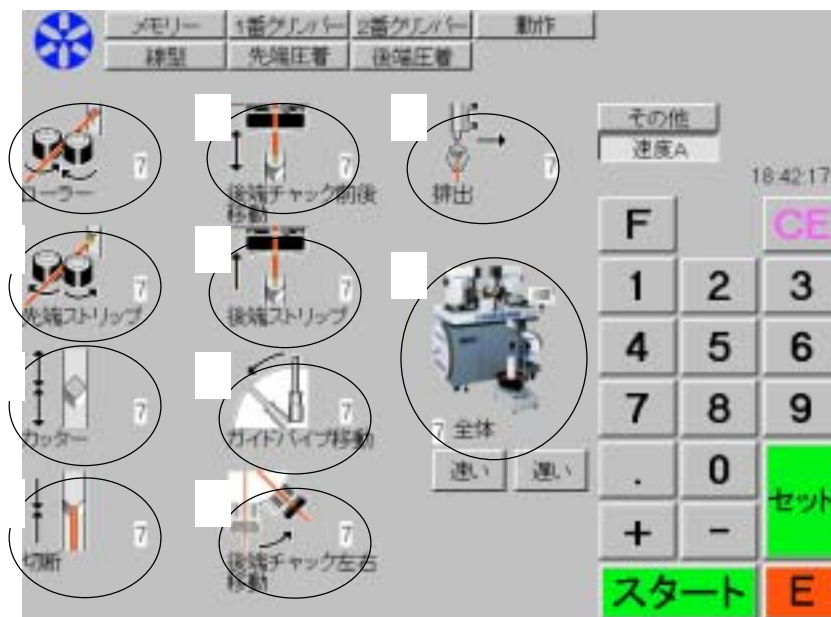 メモリー 1番クリンパー 2番クリンパー 動作
線型 先端圧着 後端圧着
その他
速度A
18:42:17
7
ローラー
7
後端チャック前後
移動
7
排出
7
先端ストリップ
7
後端ストリップ
7
カッター
7
ガイドパイプ移動
7 全体
速い 遅い
7
切断
7
後端チャック左右
移動
F CE
1 2 3
4 5 6
7 8 9
. 0 セット
+ -
スタート E